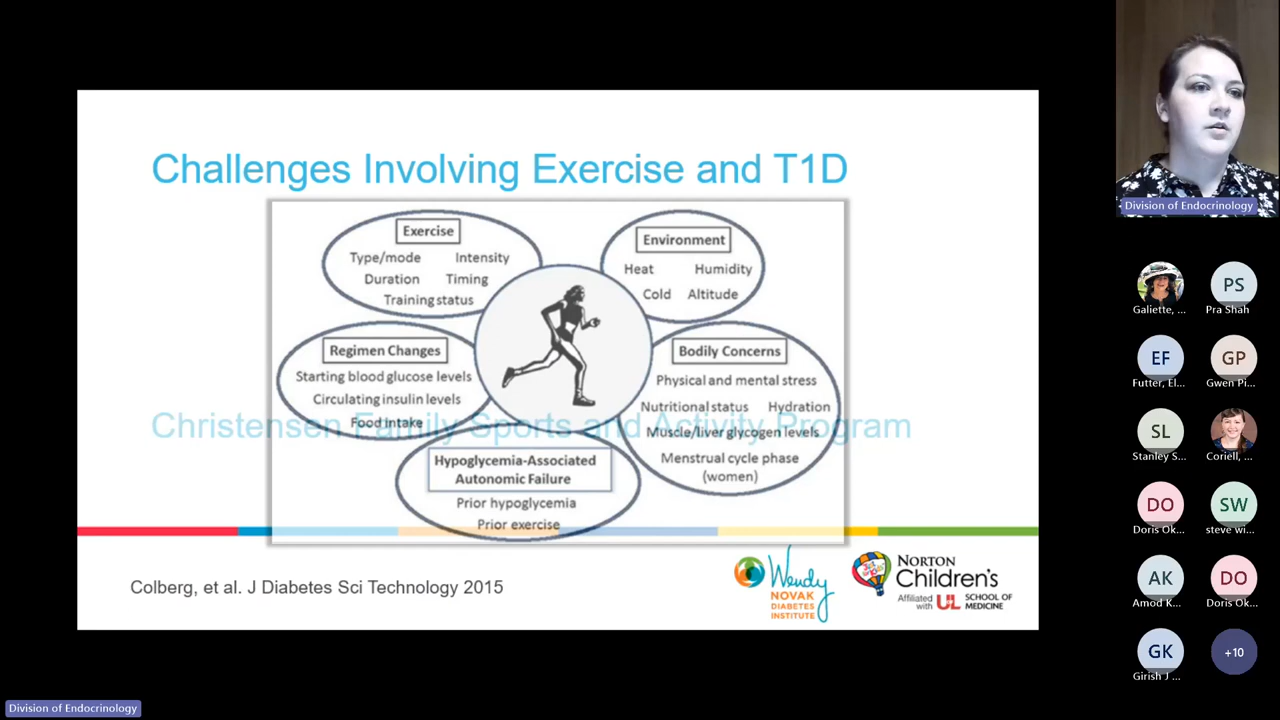 Challenges Involving Exercise and T1D
Exercise
Type/mode Intensity
Duration Timing
Training status
Environment
Heat Humidity
Cold Altitude
Regimen Changes
Starting blood glucose levels
Circulating insulin levels
Food intake
Bodily Concerns
Physical and mental stress
Nutritional status Hydration
Muscle/liver glycogen levels
Menstrual cycle phase
(women)
Christensen Family Sports and Activity Program
Hypoglycemia-Associated
Autonomic Failure
Prior hypoglycemia
Prior exercise
Colberg, et al. J Diabetes Sci Technology 2015
Wendy
NOVAK
DIABETES
INSTITUTE
Just for Kids
NORTON
Children's
Affiliated
with UL SCHOOL OF
MEDICINE
Division of Endocrinology
Galiette, ...
PS
Pra Shah
EF
Futter, El...
GP
Gwen Pi...
SL
Stanley S...
Coriell, ...
DO
Doris Ok...
SW
steve wi...
AK
Amod K...
DO
Doris Ok...
GK
Girish J ...
+10
Division of Endocrinology